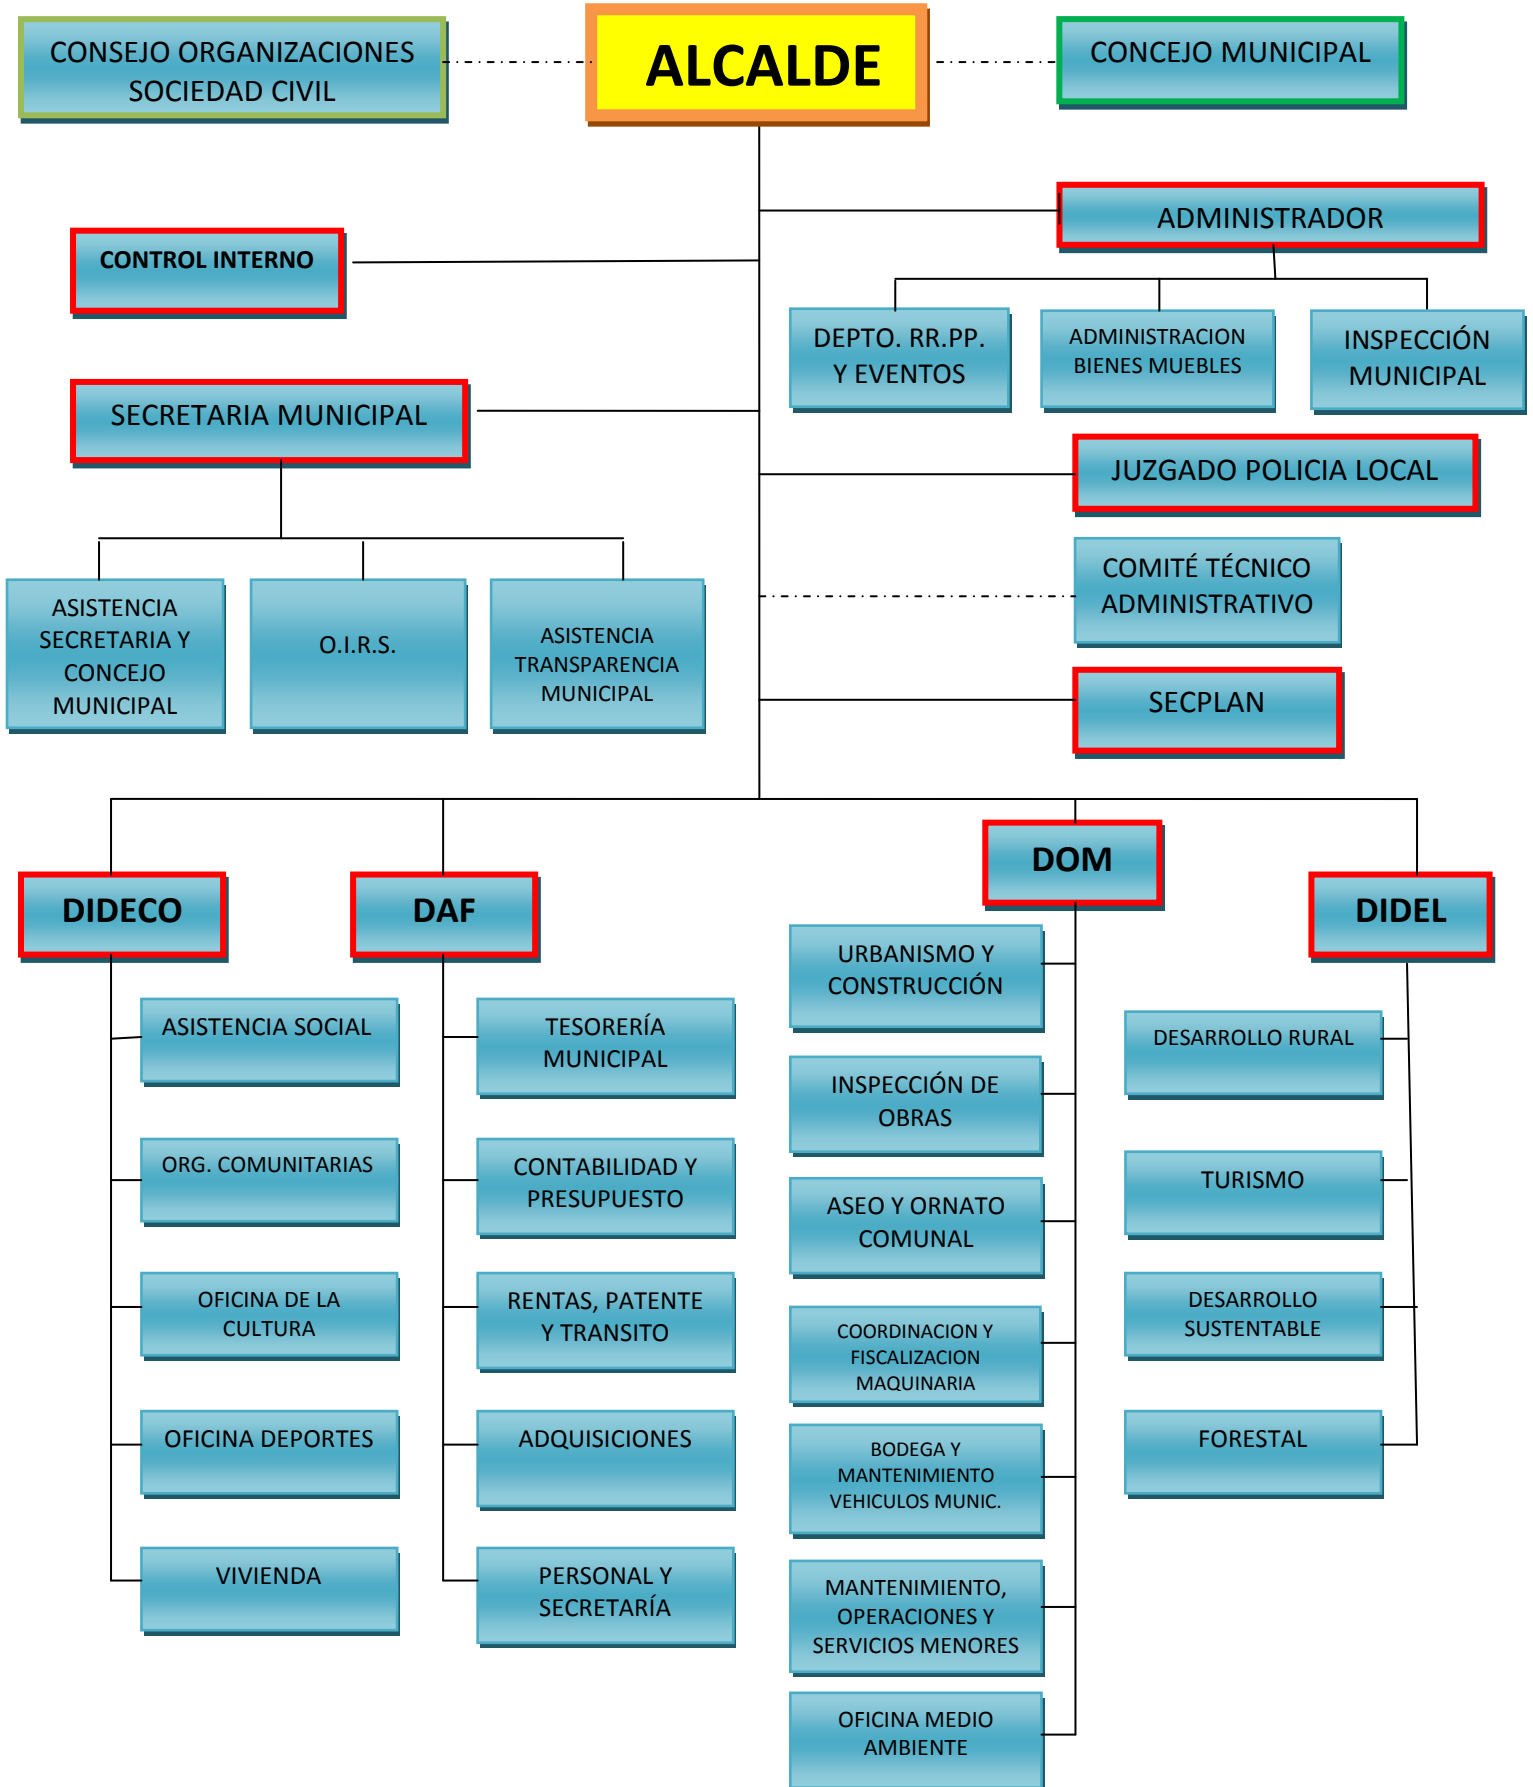 CONSEJO ORGANIZACIONES
SOCIEDAD CIVIL
ALCALDE
CONCEJO MUNICIPAL
ADMINISTRADOR
CONTROL INTERNO
DEPTO. RR.PP.
Y EVENTOS
ADMINISTRACION
BIENES MUEBLES
INSPECCIÓN
MUNICIPAL
SECRETARIA MUNICIPAL
JUZGADO POLICIA LOCAL
COMITÉ TÉCNICO
ADMINISTRATIVO
ASISTENCIA
SECRETARIA Y
CONCEJO
MUNICIPAL
O.I.R.S.
ASISTENCIA
TRANSPARENCIA
MUNICIPAL
SECPLAN
DIDECO
DAF
DOM
DIDEL
ASISTENCIA SOCIAL
ORG. COMUNITARIAS
OFICINA DE LA
CULTURA
OFICINA DEPORTES
VIVIENDA
TESORERÍA
MUNICIPAL
CONTABILIDAD Y
PRESUPUESTO
RENTAS, PATENTE
Y TRANSITO
ADQUISICIONES
PERSONAL Y
SECRETARÍA
URBANISMO Y
CONSTRUCCIÓN
INSPECCIÓN DE
OBRAS
ASEO Y ORNATO
COMUNAL
COORDINACION Y
FISCALIZACION
MAQUINARIA
BODEGA Y
MANTENIMIENTO
VEHICULOS MUNIC.
MANTENIMIENTO,
OPERACIONES Y
SERVICIOS MENORES
OFICINA MEDIO
AMBIENTE
DESARROLLO RURAL
TURISMO
DESARROLLO
SUSTENTABLE
FORESTAL